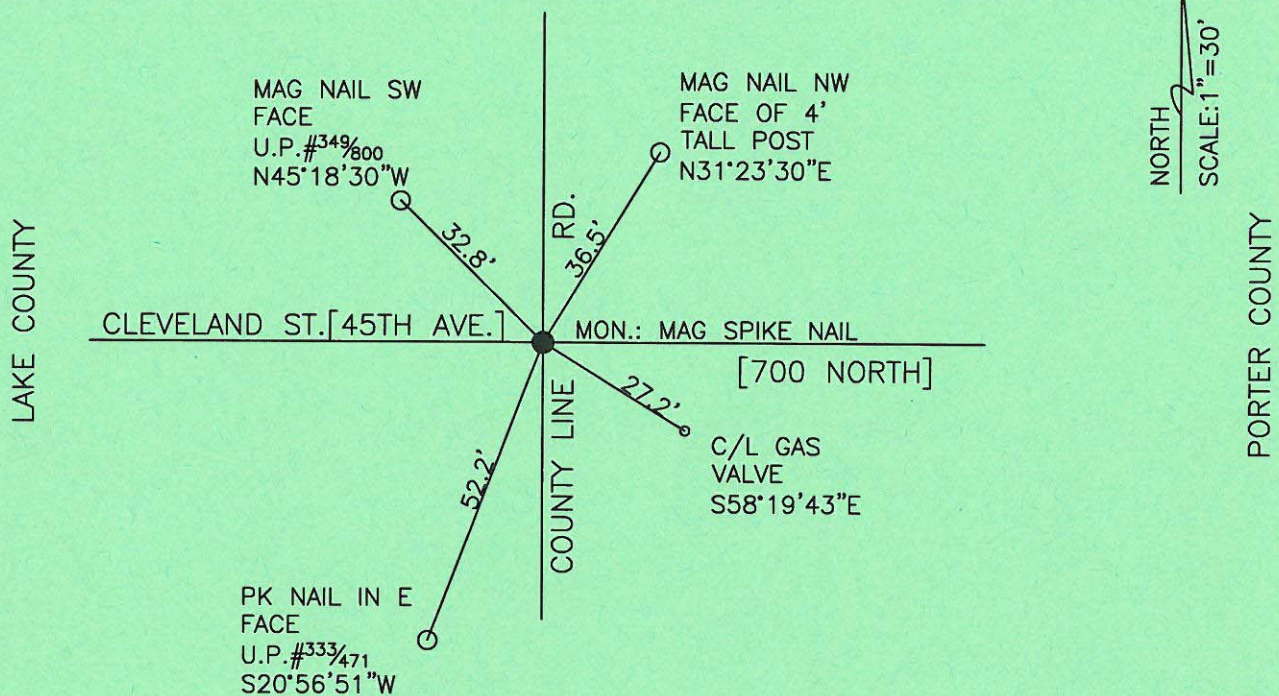 MAG NAIL SW
FACE
U.P.#349/800
N45°18'30"W
MAG NAIL NW
FACE OF 4'
TALL POST
N31°23'30"E
NORTH
SCALE:1"=30'
LAKE COUNTY
PORTER COUNTY
32.8'
RD.
36.5'
CLEVELAND ST.[45TH AVE.]
MON.: MAG SPIKE NAIL
[700 NORTH]
27.2'
52.2'
COUNTY LINE
C/L GAS
VALVE
S58°19'43"E
PK NAIL IN E
FACE
U.P.#333/471
S20°56'51"W